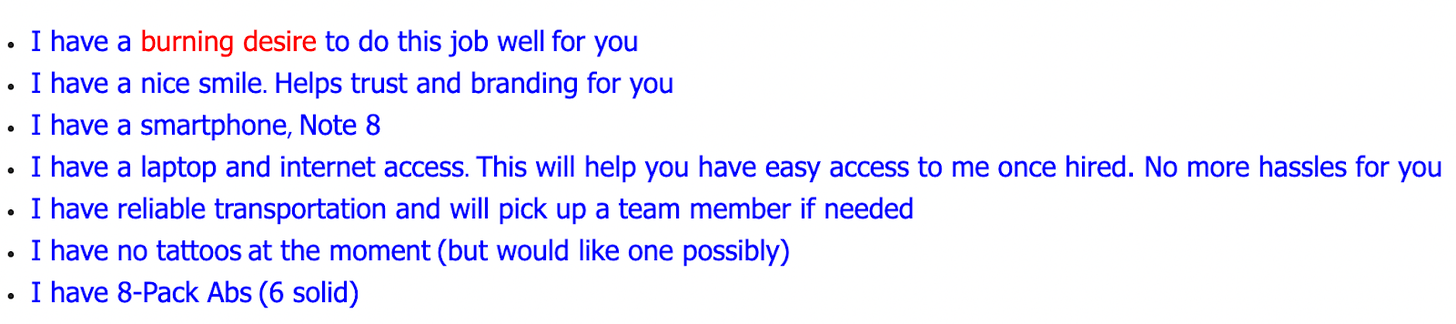 • I have a burning desire to do this job well for you
• I have a nice smile. Helps trust and branding for you
• I have a smartphone, Note 8
• I have a laptop and internet access. This will help you have easy access to me once hired. No more hassles for you
• I have reliable transportation and will pick up a team member if needed
• I have no tattoos at the moment (but would like one possibly)
• I have 8-Pack Abs (6 solid)